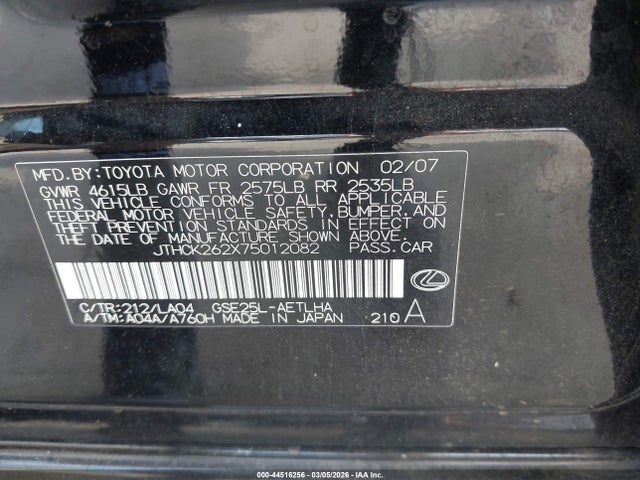 MFD.BY:TOYOTA MOTOR CORPORATION 02/07
GVWR 4615LB GAWR FR 2575LB RR 2535LB
THIS VEHICLE CONFORMS TO ALL APPLICABLE
FEDERAL MOTOR VEHICLE SAFETY,BUMPER,AND
THEFT PREVENTION STANDARDS IN EFFECT ON
THE DATE OF MANUFACTURE SHOWN ABOVE.
JTHCK262X75012082 PASS.CAR
C/TR:212/LA04 GSE25L-AETLHA
A/TM:A04A/A760H MADE IN JAPAN 210 A
000-44516256 - 03/05/2026 - IAA Inc.